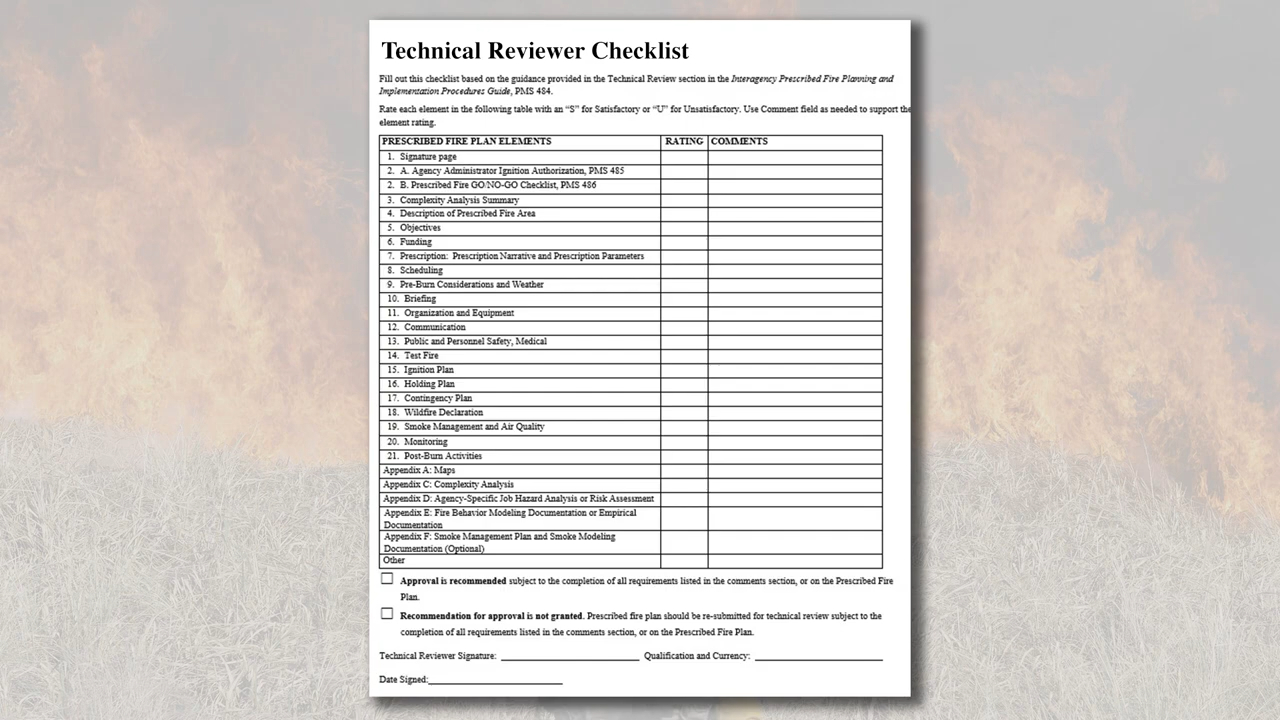 Technical Reviewer Checklist
Fill out this checklist based on the guidance provided in the Technical Review section in the Interagency Prescribed Fire Planning and
Implementation Procedures Guide, PMS 484.
Rate each element in the following table with an “S” for Satisfactory or “U” for Unsatisfactory. Use Comment field as needed to support the
element rating.
PRESCRIBED FIRE PLAN ELEMENTS RATING COMMENTS
1. Signature page
2. A. Agency Administrator Ignition Authorization, PMS 485
2. B. Prescribed Fire GO/NO-GO Checklist, PMS 486
3. Complexity Analysis Summary
4. Description of Prescribed Fire Area
5. Objectives
6. Funding
7. Prescription: Prescription Narrative and Prescription Parameters
8. Scheduling
9. Pre-Burn Considerations and Weather
10. Briefing
11. Organization and Equipment
12. Communication
13. Public and Personnel Safety, Medical
14. Test Fire
15. Ignition Plan
16. Holding Plan
17. Contingency Plan
18. Wildfire Declaration
19. Smoke Management and Air Quality
20. Monitoring
21. Post-Burn Activities
Appendix A: Maps
Appendix C: Complexity Analysis
Appendix D: Agency-Specific Job Hazard Analysis or Risk Assessment
Appendix E: Fire Behavior Modeling Documentation or Empirical
Documentation
Appendix F: Smoke Management Plan and Smoke Modeling
Documentation (Optional)
Other
Approval is recommended subject to the completion of all requirements listed in the comments section, or on the Prescribed Fire
Plan.
Recommendation for approval is not granted. Prescribed fire plan should be re-submitted for technical review subject to the
completion of all requirements listed in the comments section, or on the Prescribed Fire Plan.
Technical Reviewer Signature: Qualification and Currency:
Date Signed: